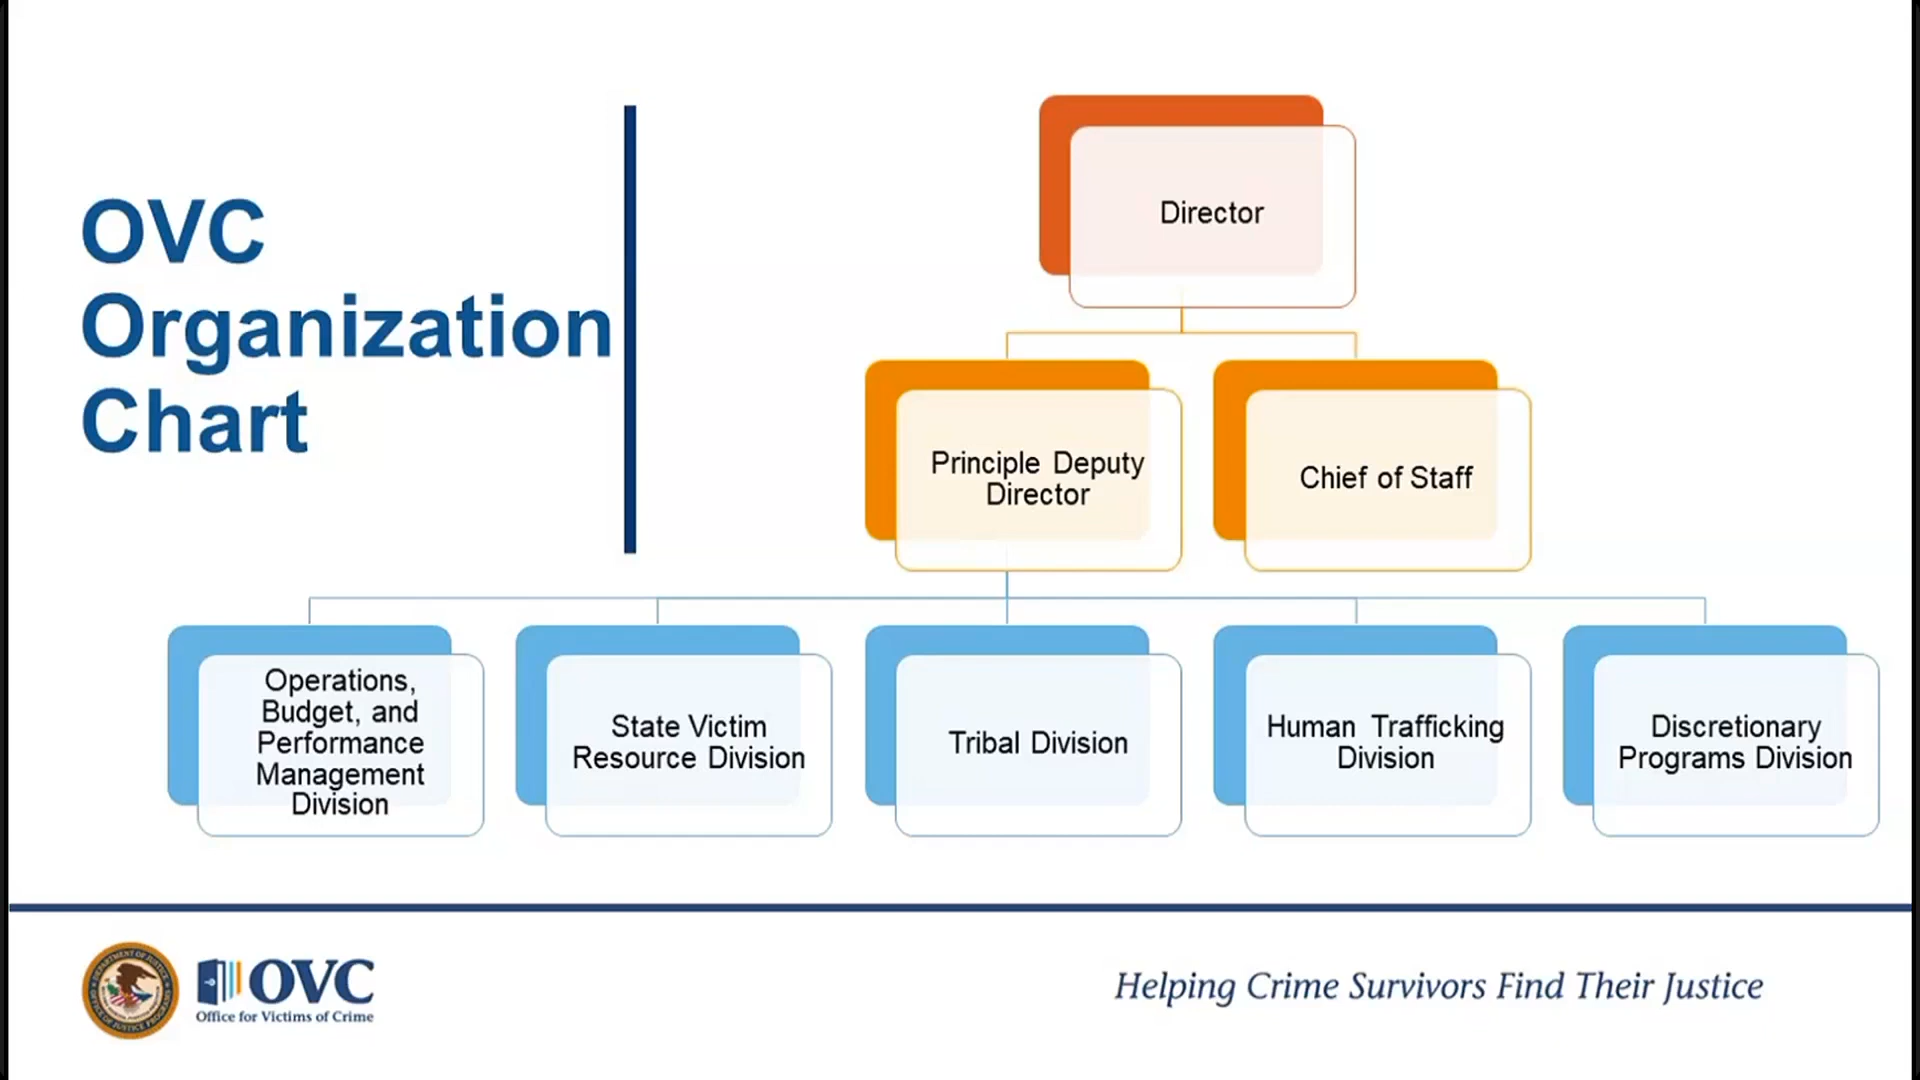 OVC
Organization
Chart
Director
Principle Deputy
Director
Chief of Staff
Operations,
Budget, and
Performance
Management
Division
State Victim
Resource Division
Tribal Division
Human Trafficking
Division
Discretionary
Programs Division
OVC
Office for Victims of Crime
Helping Crime Survivors Find Their Justice